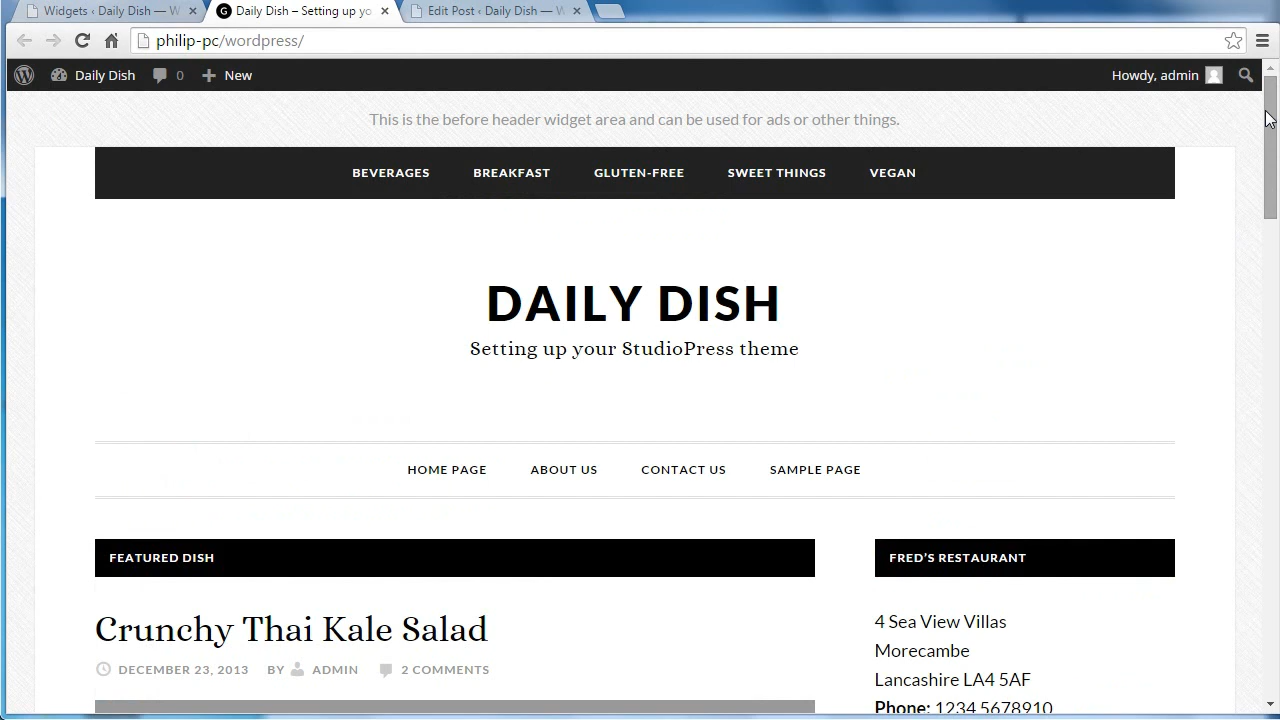 Widgets ‹ Daily Dish — W
Daily Dish – Setting up yo
Edit Post ‹ Daily Dish — W
philip-pc/wordpress/
Daily Dish 0 New Howdy, admin
This is the before header widget area and can be used for ads or other things.
BEVERAGES BREAKFAST GLUTEN-FREE SWEET THINGS VEGAN
DAILY DISH
Setting up your StudioPress theme
HOME PAGE ABOUT US CONTACT US SAMPLE PAGE
FEATURED DISH
FRED'S RESTAURANT
Crunchy Thai Kale Salad
DECEMBER 23, 2013 BY ADMIN 2 COMMENTS
4 Sea View Villas
Morecambe
Lancashire LA4 5AF
Phone: 1234 5678910